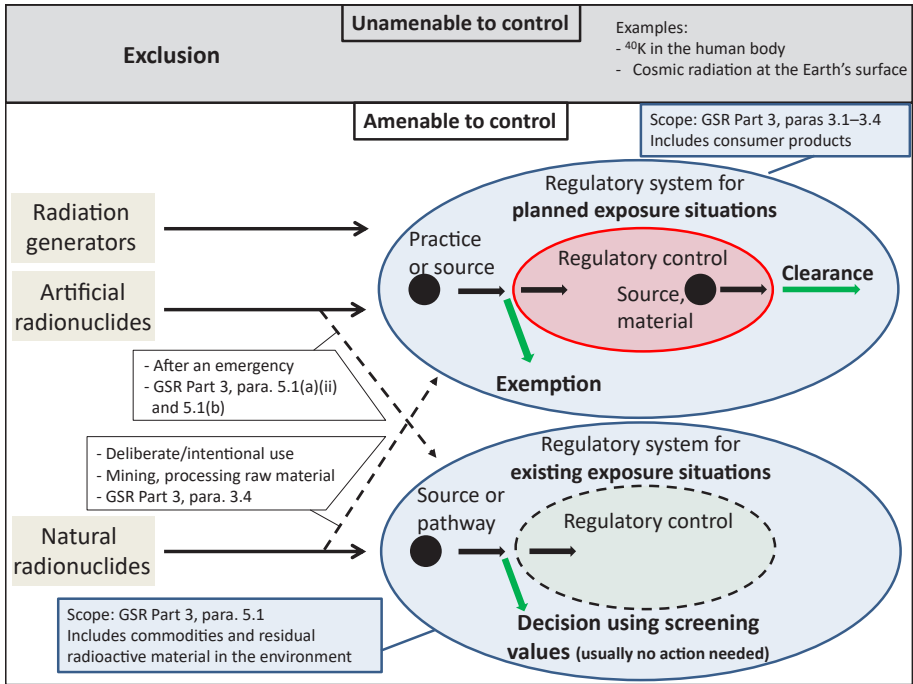 Unamenable to control
Exclusion
Examples:
- ⁴⁰K in the human body
- Cosmic radiation at the Earth's surface
Amenable to control
Scope: GSR Part 3, paras 3.1–3.4
Includes consumer products
Radiation
generators
Artificial
radionuclides
Natural
radionuclides
Regulatory system for
planned exposure situations
Practice
or source
Regulatory control
Source,
material
Clearance
Exemption
- After an emergency
- GSR Part 3, para. 5.1(a)(ii)
and 5.1(b)
- Deliberate/intentional use
- Mining, processing raw material
- GSR Part 3, para. 3.4
Regulatory system for
existing exposure situations
Source or
pathway
Regulatory control
Decision using screening
values (usually no action needed)
Scope: GSR Part 3, para. 5.1
Includes commodities and residual
radioactive material in the environment